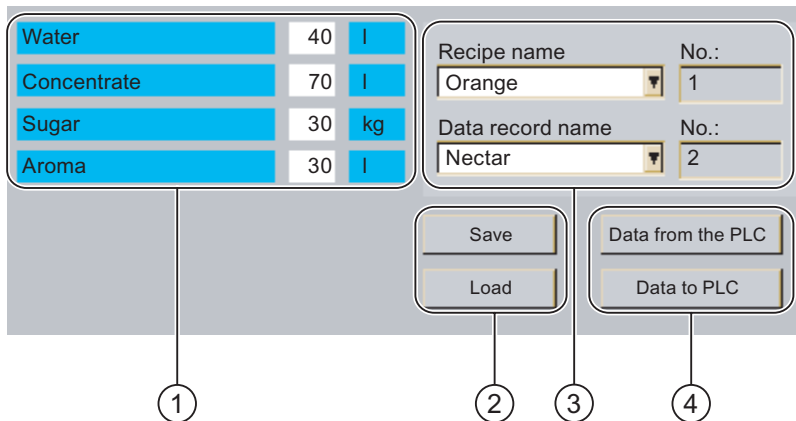 Water 40 l
Concentrate 70 l
Sugar 30 kg
Aroma 30 l
Recipe name No.:
Orange 1
Data record name No.:
Nectar 2
Save Data from the PLC
Load Data to PLC
1 2 3 4